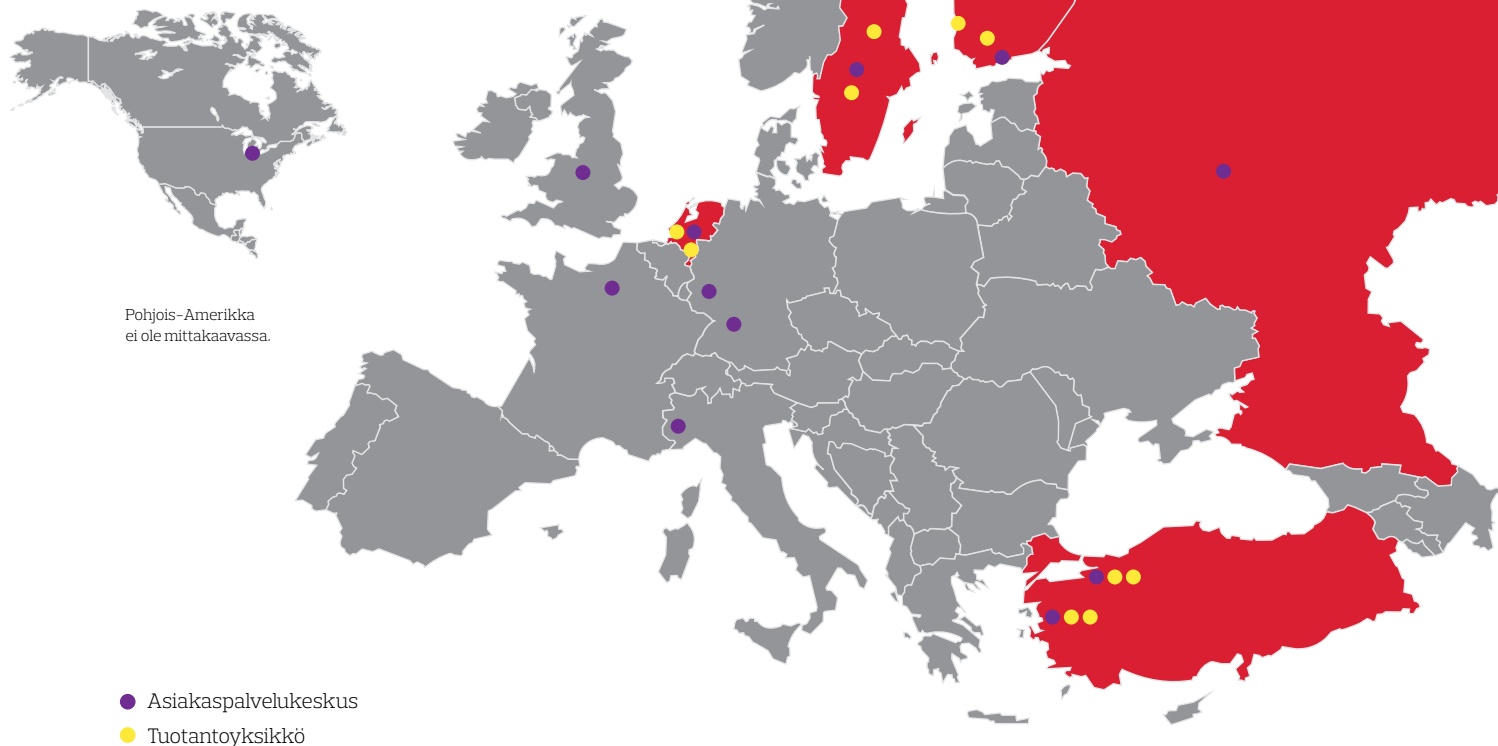 Pohjois-Amerikka
ei ole mittakaavassa.
Asiakaspalvelukeskus
Tuotantoyksikkö